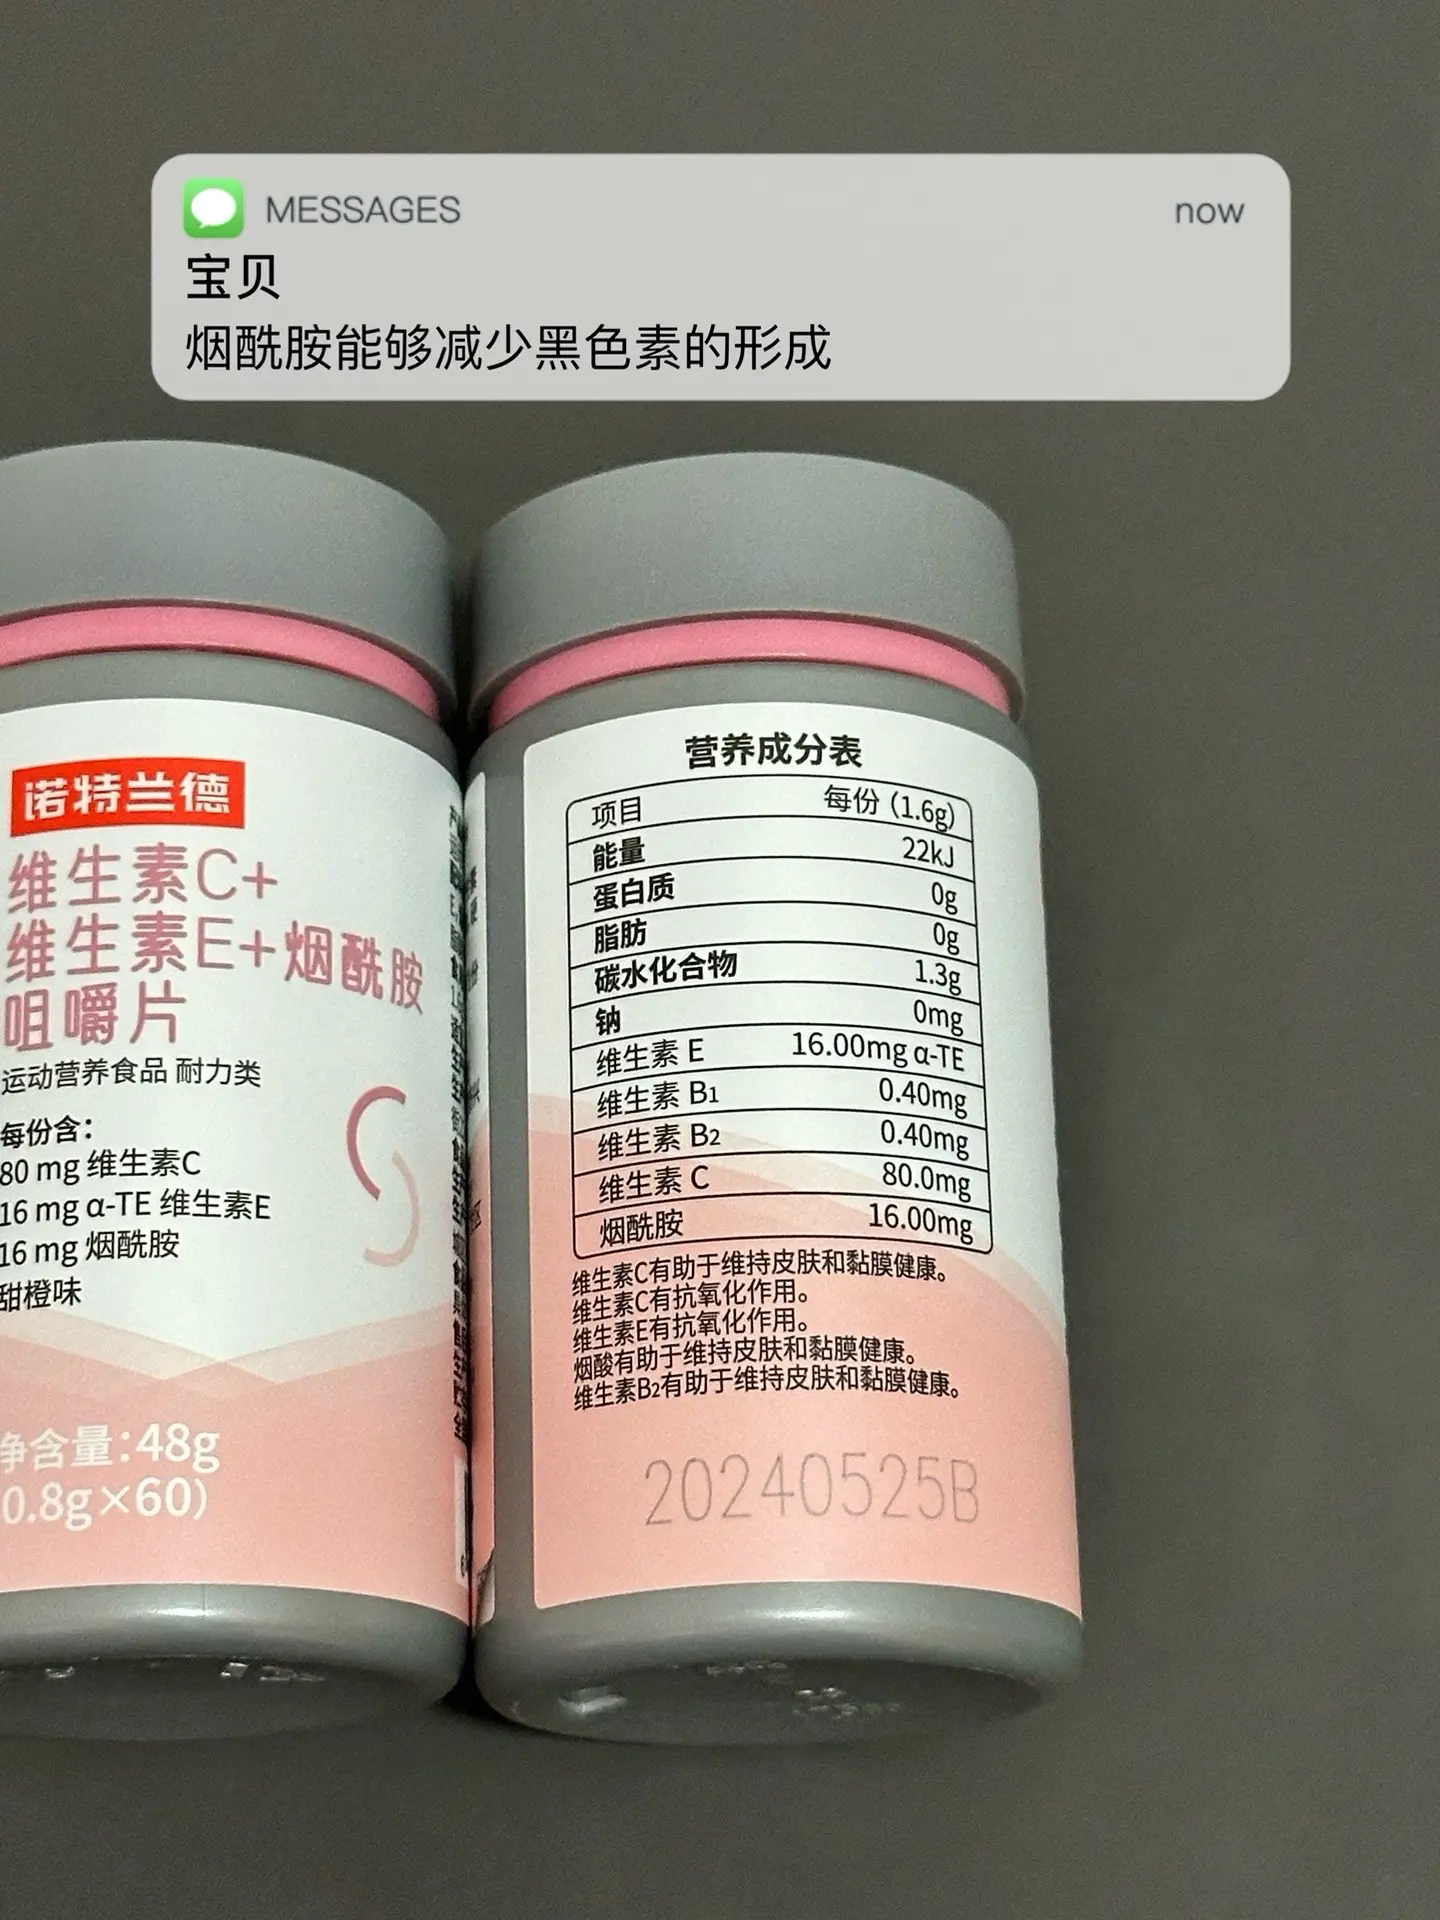 MESSAGES
now
宝贝
烟酰胺能够减少黑色素的形成
诺特兰德
维生素C+
维生素E+烟酰胺
咀嚼片
运动营养食品 耐力类
每份含：
80 mg 维生素C
16 mg α-TE 维生素E
16 mg 烟酰胺
甜橙味
净含量：48g
0.8g×60）
营养成分表
项目 每份（1.6g）
能量 22kJ
蛋白质 0g
脂肪 0g
碳水化合物 1.3g
钠 0mg
维生素 E 16.00mg α-TE
维生素 B1 0.40mg
维生素 B2 0.40mg
维生素 C 80.0mg
烟酰胺 16.00mg
维生素C有助于维持皮肤和黏膜健康。
维生素C有抗氧化作用。
维生素E有抗氧化作用。
烟酸有助于维持皮肤和黏膜健康。
维生素B2有助于维持皮肤和黏膜健康。
20240525B